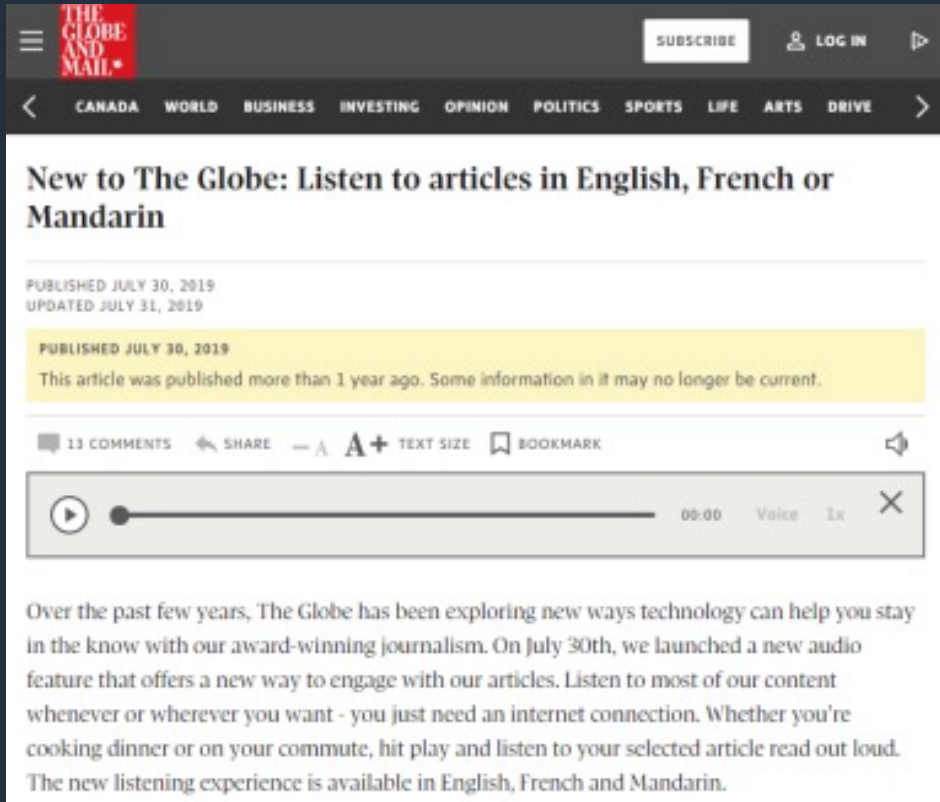 THE
GLOBE
AND
MAIL
SUBSCRIBE LOG IN
CANADA WORLD BUSINESS INVESTING OPINION POLITICS SPORTS LIFE ARTS DRIVE
New to The Globe: Listen to articles in English, French or
Mandarin
PUBLISHED JULY 30, 2019
UPDATED JULY 31, 2019
PUBLISHED JULY 30, 2019
This article was published more than 1 year ago. Some information in it may no longer be current.
13 COMMENTS SHARE — A A+ TEXT SIZE BOOKMARK
00:00 Voice 1x
Over the past few years, The Globe has been exploring new ways technology can help you stay
in the know with our award-winning journalism. On July 30th, we launched a new audio
feature that offers a new way to engage with our articles. Listen to most of our content
whenever or wherever you want - you just need an internet connection. Whether you're
cooking dinner or on your commute, hit play and listen to your selected article read out loud.
The new listening experience is available in English, French and Mandarin.